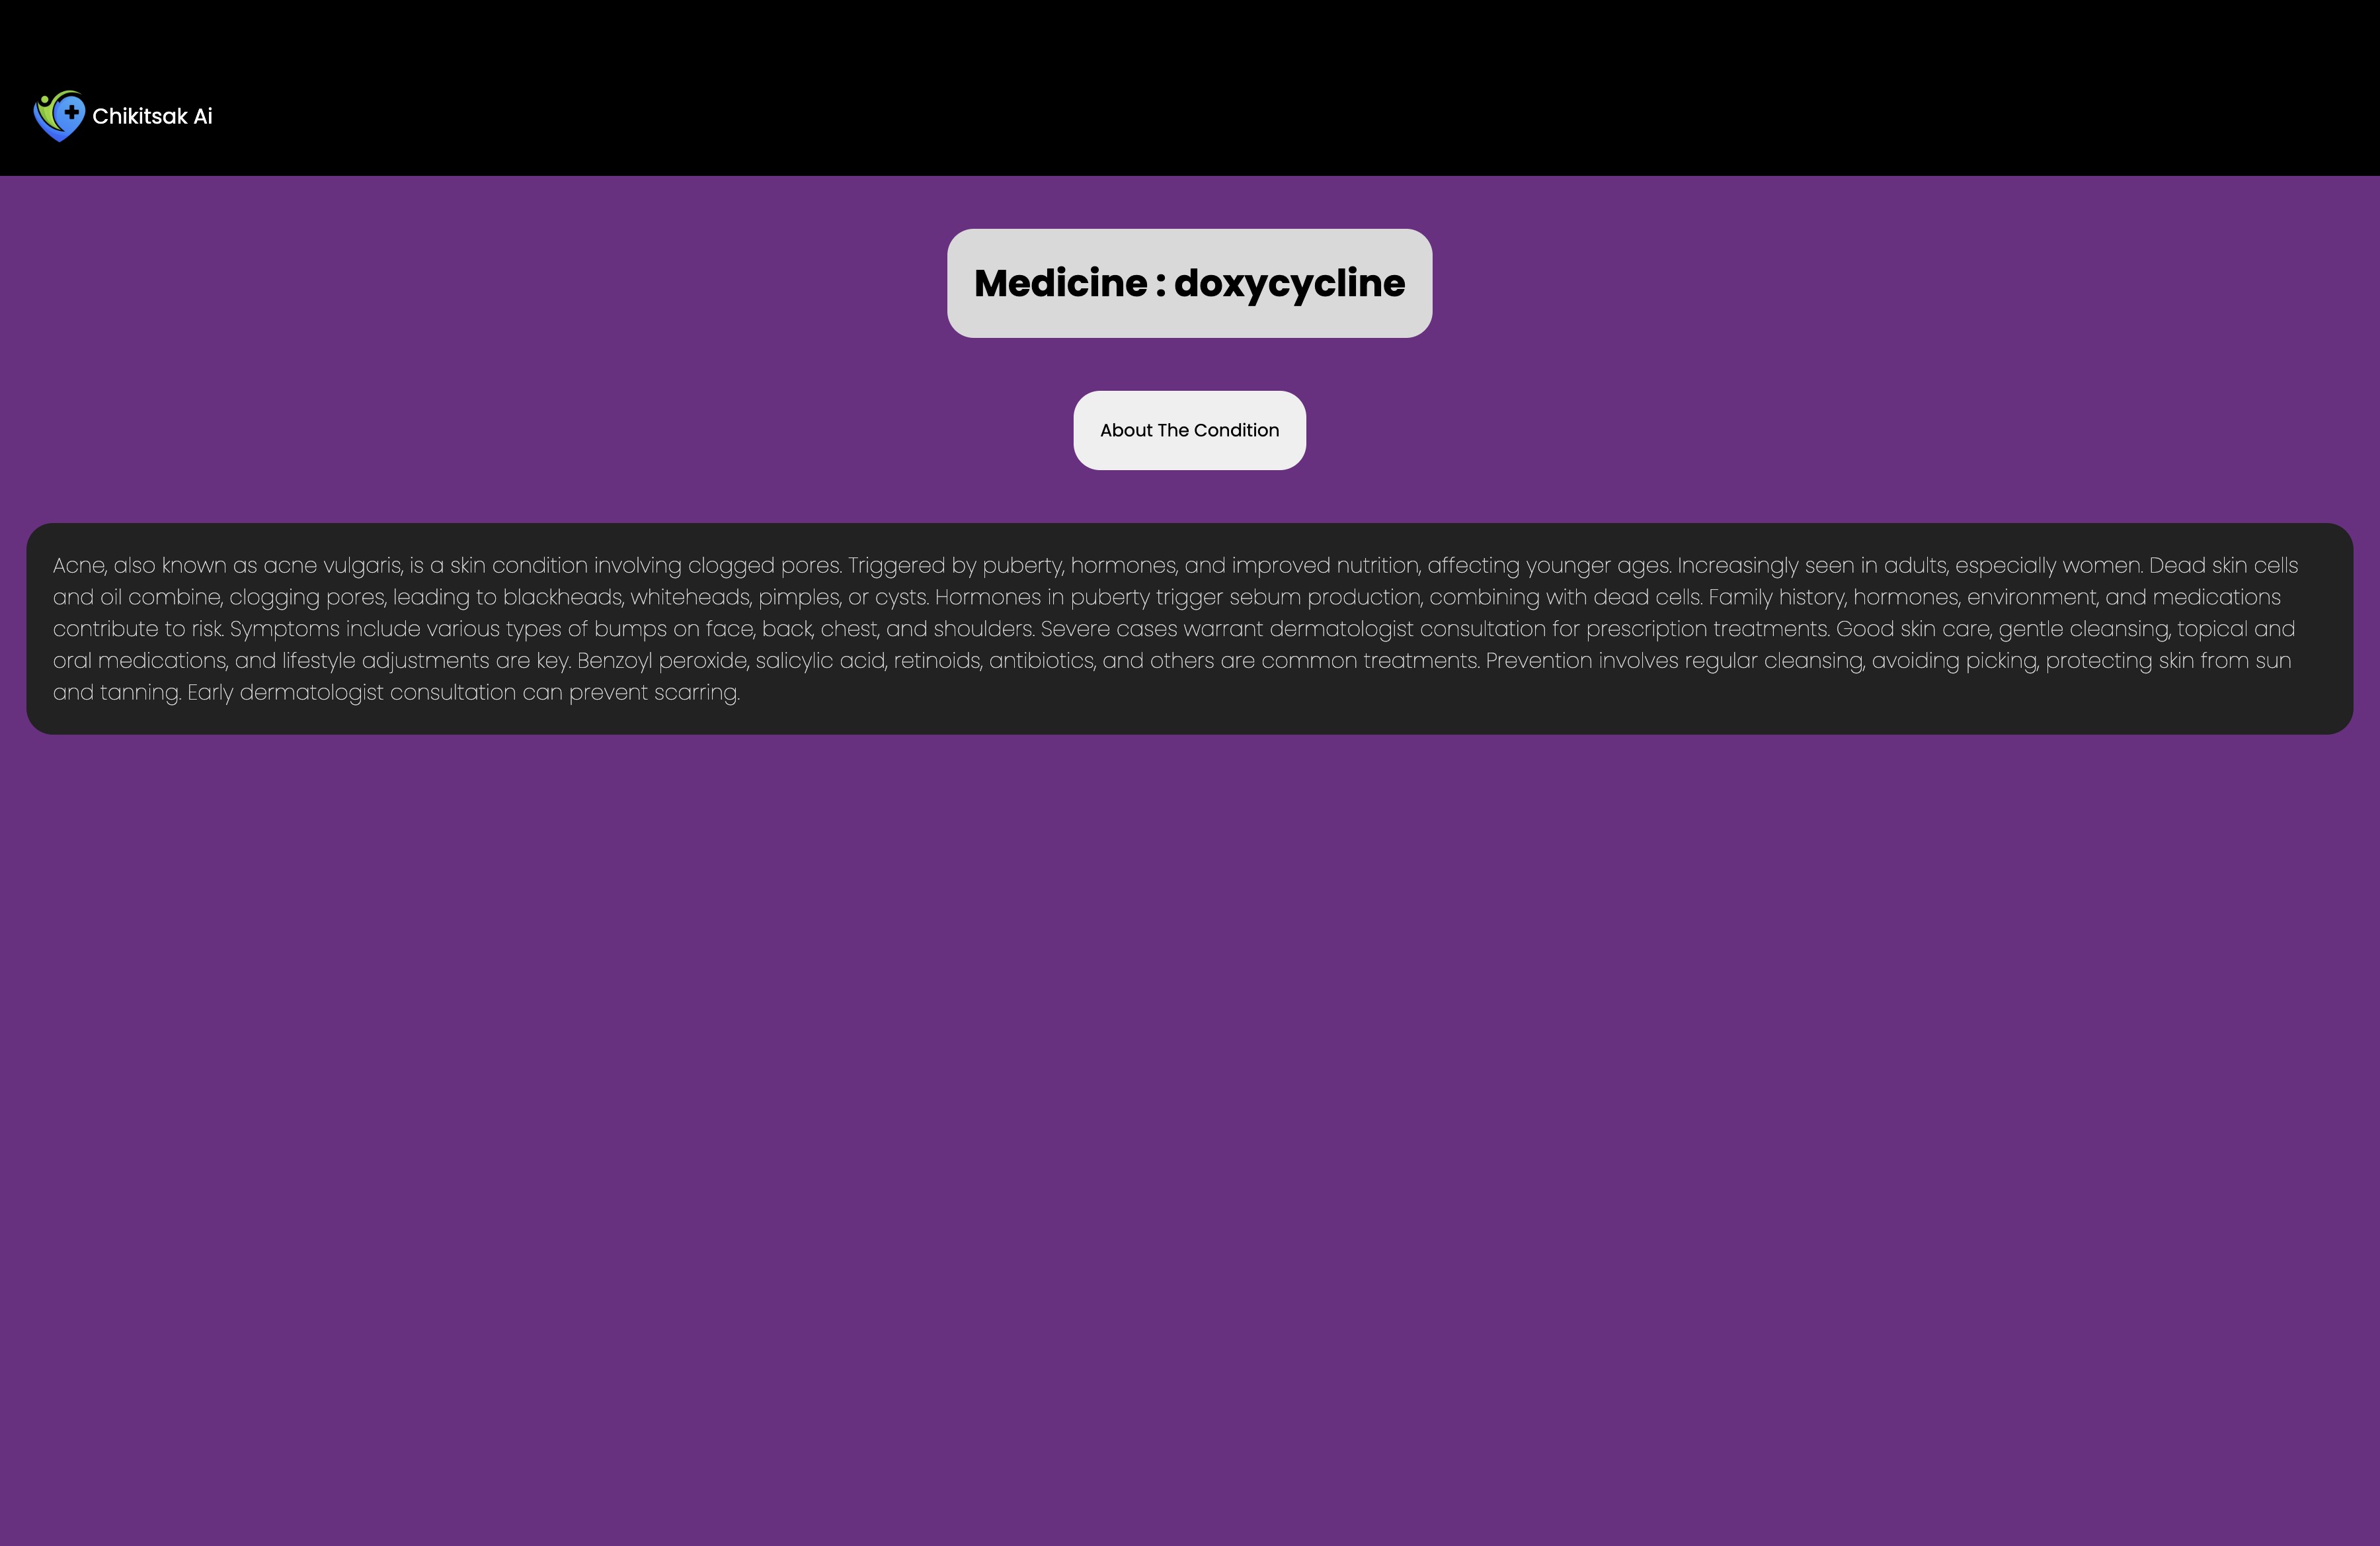 Chikitsak Ai
Medicine : doxycycline
About The Condition
Acne, also known as acne vulgaris, is a skin condition involving clogged pores. Triggered by puberty, hormones, and improved nutrition, affecting younger ages. Increasingly seen in adults, especially women. Dead skin cells
and oil combine, clogging pores, leading to blackheads, whiteheads, pimples, or cysts. Hormones in puberty trigger sebum production, combining with dead cells. Family history, hormones, environment, and medications
contribute to risk. Symptoms include various types of bumps on face, back, chest, and shoulders. Severe cases warrant dermatologist consultation for prescription treatments. Good skin care, gentle cleansing, topical and
oral medications, and lifestyle adjustments are key. Benzoyl peroxide, salicylic acid, retinoids, antibiotics, and others are common treatments. Prevention involves regular cleansing, avoiding picking, protecting skin from sun
and tanning. Early dermatologist consultation can prevent scarring.